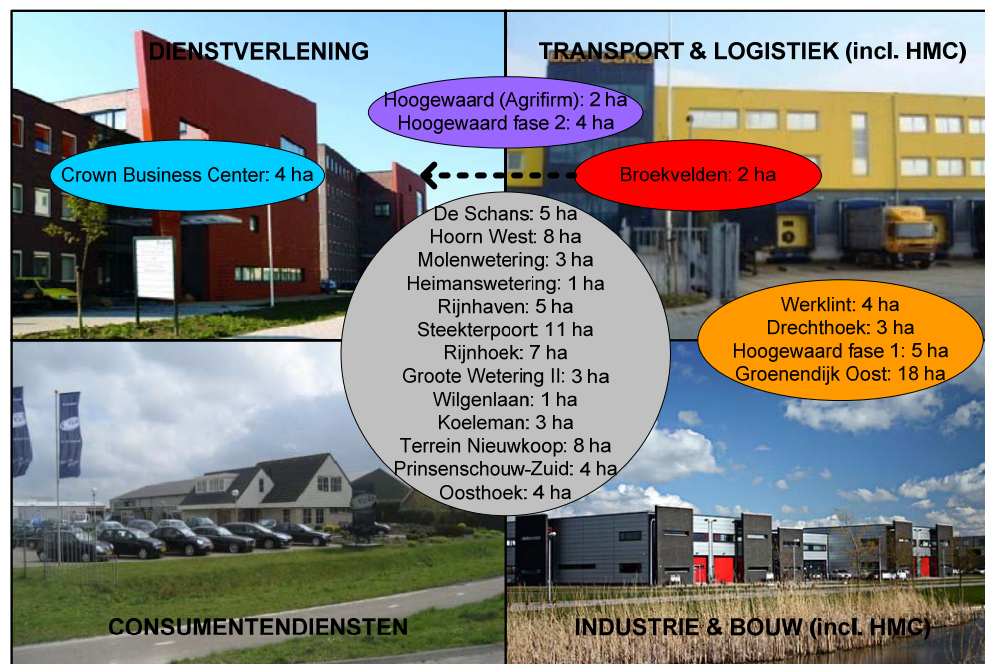 DIENSTVERLENING
TRANSPORT & LOGISTIEK (incl. HMC)
Hoogewaard (Agrifirm): 2 ha
Hoogewaard fase 2: 4 ha
Crown Business Center: 4 ha
Broekvelden: 2 ha
De Schans: 5 ha
Hoorn West: 8 ha
Molenwetering: 3 ha
Heimanswetering: 1 ha
Rijnhaven: 5 ha
Steekterpoort: 11 ha
Rijnhoek: 7 ha
Groote Wetering II: 3 ha
Wilgenlaan: 1 ha
Koeleman: 3 ha
Terrein Nieuwkoop: 8 ha
Prinsenschouw-Zuid: 4 ha
Oosthoek: 4 ha
Werklint: 4 ha
Drechthoek: 3 ha
Hoogewaard fase 1: 5 ha
Groenendijk Oost: 18 ha
CONSUMENTENDIENSTEN
INDUSTRIE & BOUW (incl. HMC)